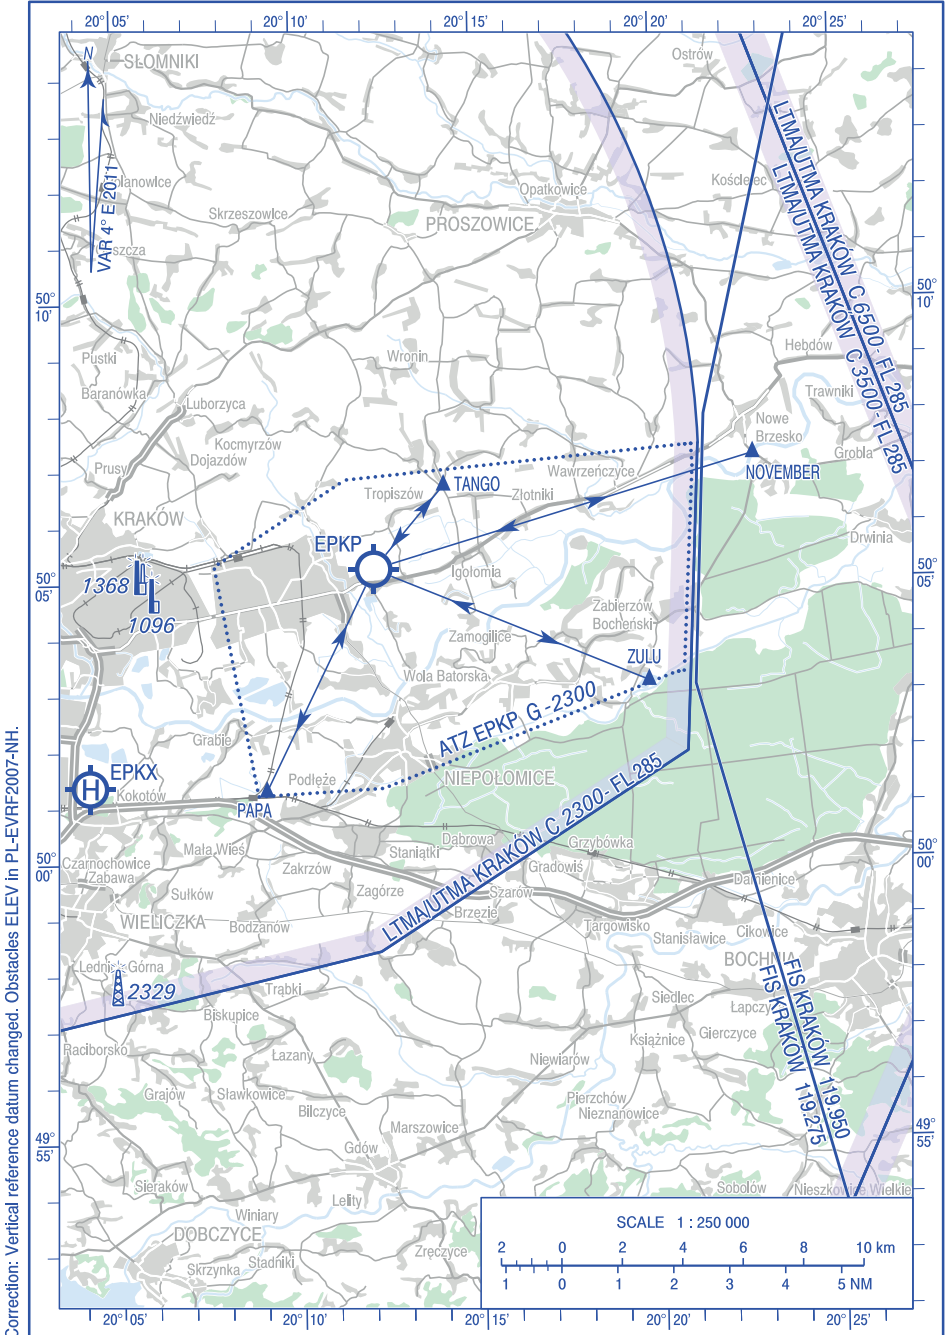 20° 05' 20° 10' 20° 15' 20° 20' 20° 25'
N
VAR 4° E 2011
SŁOMNIKI
Ostrów
Niedźwiedź
Opatkowice
Skrzeszowice
PROSZOWICE
LTMA/UTMA KRAKÓW C 6500 - FL 285
LTMA/UTMA KRAKÓW C 3500 - FL 285
50°
10'
50°
10'
Pustki
Wronin
Hebdów
Baranówka
Luborzyca
Trawniki
Nowe
Brzesko
Kocmyrzów
Dojazdów
Grobla
Prusy
Wawrzeńczyce
NOVEMBER
Tropiszów
TANGO
Złotniki
KRAKÓW
Drwinia
EPKP
50°
05'
50°
05'
1368
Igołomia
1096
Zabierzów
Bocheński
Zamogilice
ZULU
Wola Batorska
ATZ EPKP G -2300
Grabie
EPKX
H
Podłęże
NIEPOŁOMICE
Kokotów
PAPA
LTMA/UTMA KRAKÓW C 2300- FL 285
Mała Wieś
Dąbrowa
Grzybówka
50°
00'
50°
00'
Czarnochowice
Zabawa
Staniątki
Zakrzów
Gradowiś
Damienice
Sułków
Zagórze
Szarów
WIELICZKA
Brzezie
Bodzanów
Targowisko
Stanisławice
Cikowice
BOCHNIA
Lednica Górna
2329
FIS KRAKÓW 119.950
FIS KRAKÓW 119.275
Trąbki
Siedlec
Biskupice
Łapczyca
Książnice
Gierczyce
Raciborsko
Łazany
Niewiarów
Grajów
Sławkowice
Pierzchów
Nieznanowice
Bilczyce
Marszowice
49°
55'
49°
55'
Gdów
Sieraków
Sobolów
Nieszkowice Wielkie
Winiary
DOBCZYCE
Zręczyce
Skrzynka
Stadniki
SCALE 1 : 250 000
2 0 2 4 6 8 10 km
1 0 1 2 3 4 5 NM
20° 05' 20° 10' 20° 15' 20° 20' 20° 25'
Correction: Vertical reference datum changed. Obstacles ELEV in PL-EVRF2007-NH.